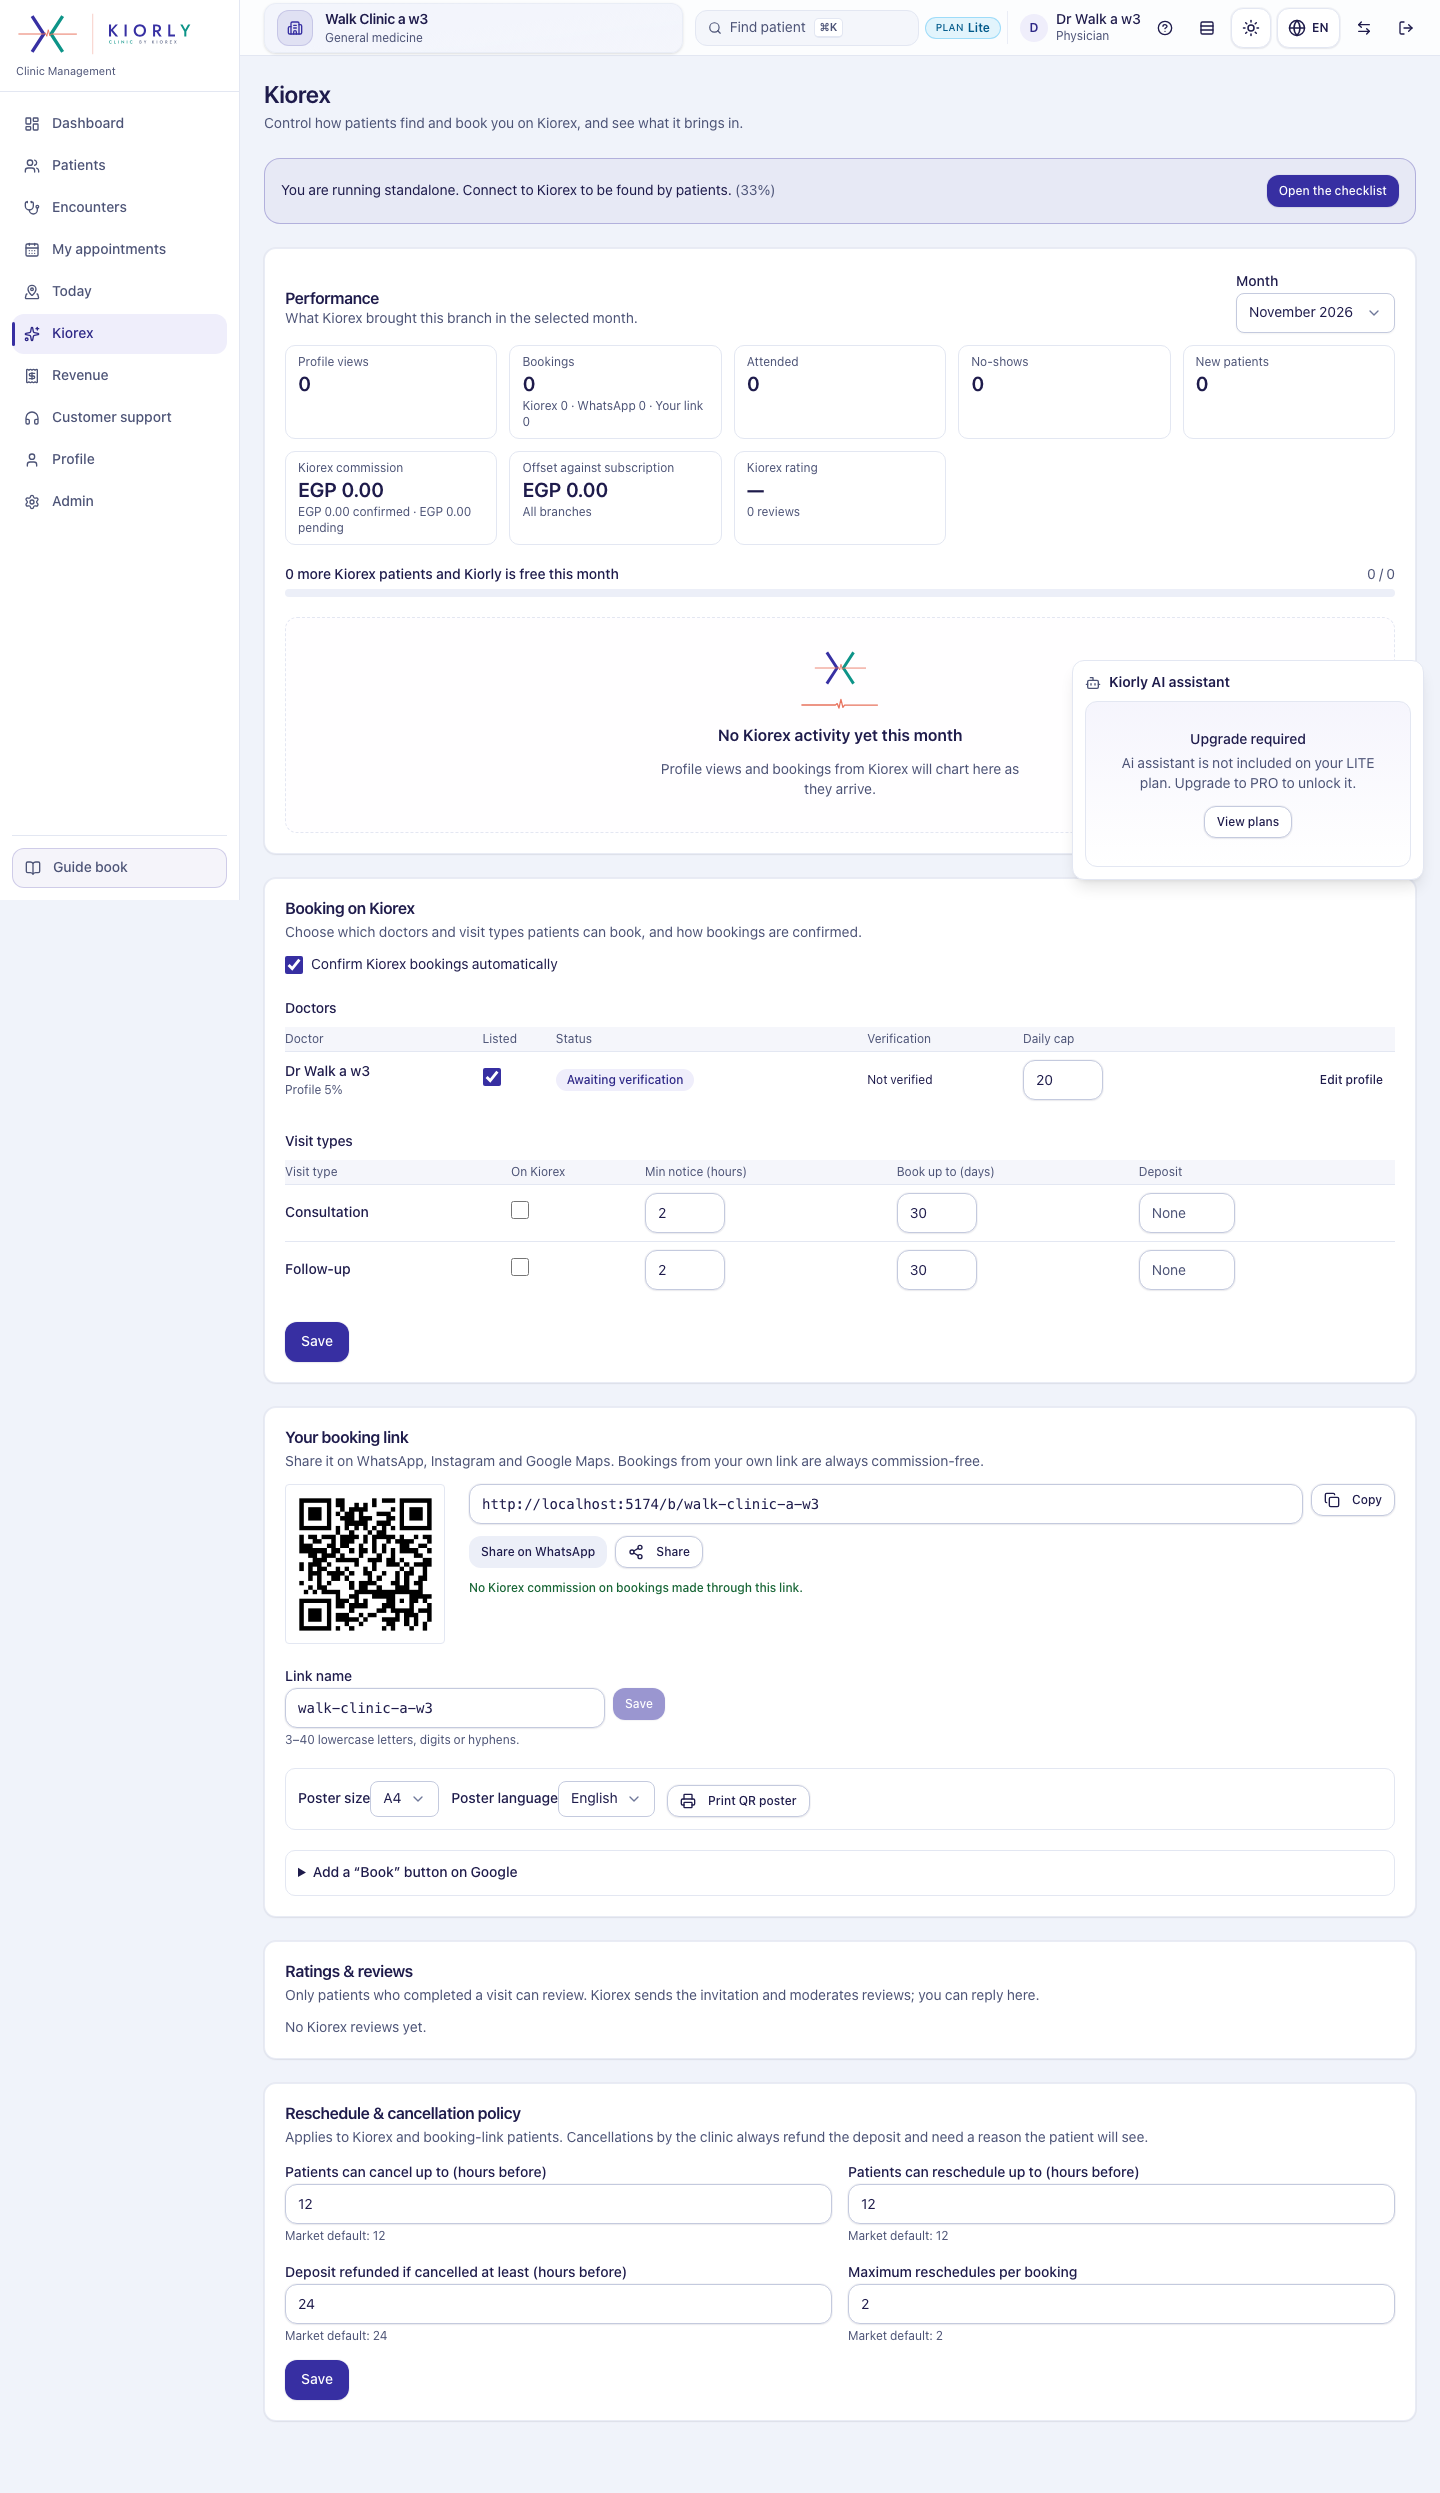 KIORLY
CLINIC BY KIOREX
Clinic Management
Walk Clinic a w3
General medicine
Find patient ⌘K
PLAN Lite
D
Dr Walk a w3
Physician
EN
Dashboard
Patients
Encounters
My appointments
Today
Kiorex
Revenue
Customer support
Profile
Admin
Guide book
Kiorex
Control how patients find and book you on Kiorex, and see what it brings in.
You are running standalone. Connect to Kiorex to be found by patients. (33%)
Open the checklist
Performance
What Kiorex brought this branch in the selected month.
Month
November 2026
Profile views
0
Bookings
0
Kiorex 0 · WhatsApp 0 · Your link
0
Attended
0
No-shows
0
New patients
0
Kiorex commission
EGP 0.00
EGP 0.00 confirmed · EGP 0.00
pending
Offset against subscription
EGP 0.00
All branches
Kiorex rating
—
0 reviews
0 more Kiorex patients and Kiorly is free this month
0 / 0
No Kiorex activity yet this month
Profile views and bookings from Kiorex will chart here as
they arrive.
Kiorly AI assistant
Upgrade required
Ai assistant is not included on your LITE
plan. Upgrade to PRO to unlock it.
View plans
Booking on Kiorex
Choose which doctors and visit types patients can book, and how bookings are confirmed.
Confirm Kiorex bookings automatically
Doctors
Doctor Listed Status Verification Daily cap
Dr Walk a w3
Profile 5%
Awaiting verification
Not verified
20
Edit profile
Visit types
Visit type On Kiorex Min notice (hours) Book up to (days) Deposit
Consultation 2 30 None
Follow-up 2 30 None
Save
Your booking link
Share it on WhatsApp, Instagram and Google Maps. Bookings from your own link are always commission-free.
http://localhost:5174/b/walk-clinic-a-w3
Copy
Share on WhatsApp
Share
No Kiorex commission on bookings made through this link.
Link name
walk-clinic-a-w3
Save
3–40 lowercase letters, digits or hyphens.
Poster size A4 Poster language English Print QR poster
Add a “Book” button on Google
Ratings & reviews
Only patients who completed a visit can review. Kiorex sends the invitation and moderates reviews; you can reply here.
No Kiorex reviews yet.
Reschedule & cancellation policy
Applies to Kiorex and booking-link patients. Cancellations by the clinic always refund the deposit and need a reason the patient will see.
Patients can cancel up to (hours before)
12
Market default: 12
Patients can reschedule up to (hours before)
12
Market default: 12
Deposit refunded if cancelled at least (hours before)
24
Market default: 24
Maximum reschedules per booking
2
Market default: 2
Save